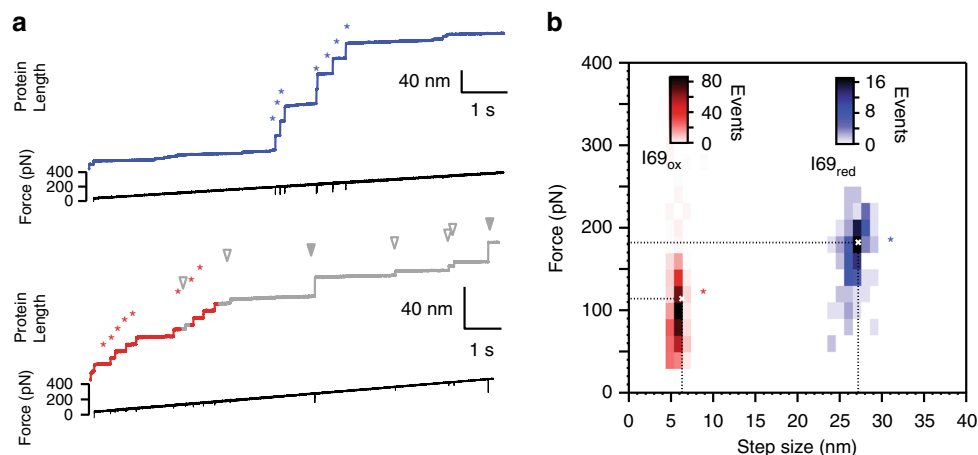 a
Protein
Length
40 nm
1 s
Force (pN)
400
200
0
* * * * * * *
Protein
Length
* * * * * * * *
40 nm
1 s
Force (pN)
400
200
0
b
Force (pN)
400
300
200
100
0
0 5 10 15 20 25 30 35 40
Step size (nm)
80
40
0
Events
I69ox
*
16
8
0
Events
I69red
*